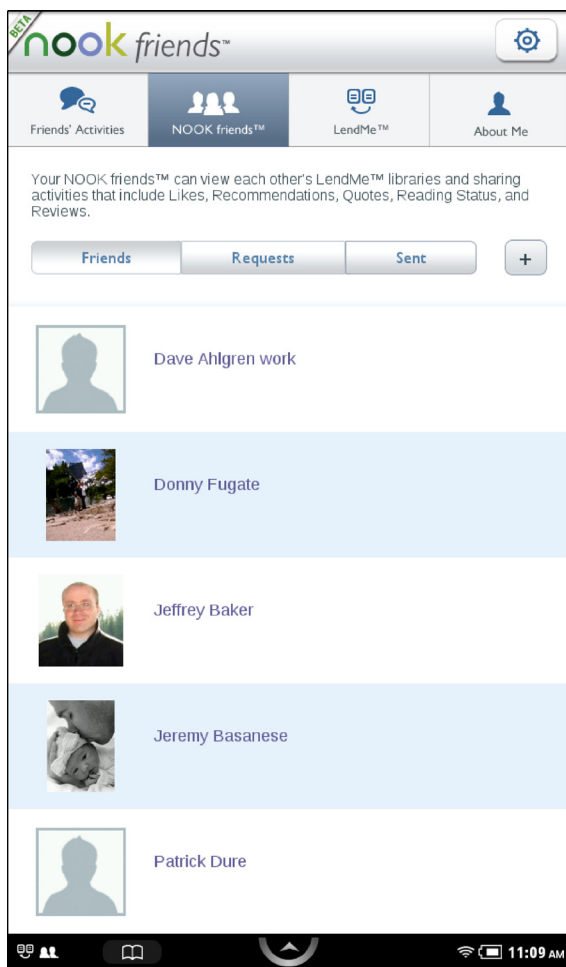 BETA
nook friends™
Friends' Activities
NOOK friends™
LendMe™
About Me
Your NOOK friends™ can view each other's LendMe™ libraries and sharing
activities that include Likes, Recommendations, Quotes, Reading Status, and
Reviews.
Friends
Requests
Sent
+
Dave Ahlgren work
Donny Fugate
Jeffrey Baker
Jeremy Basanese
Patrick Dure
11:09 AM